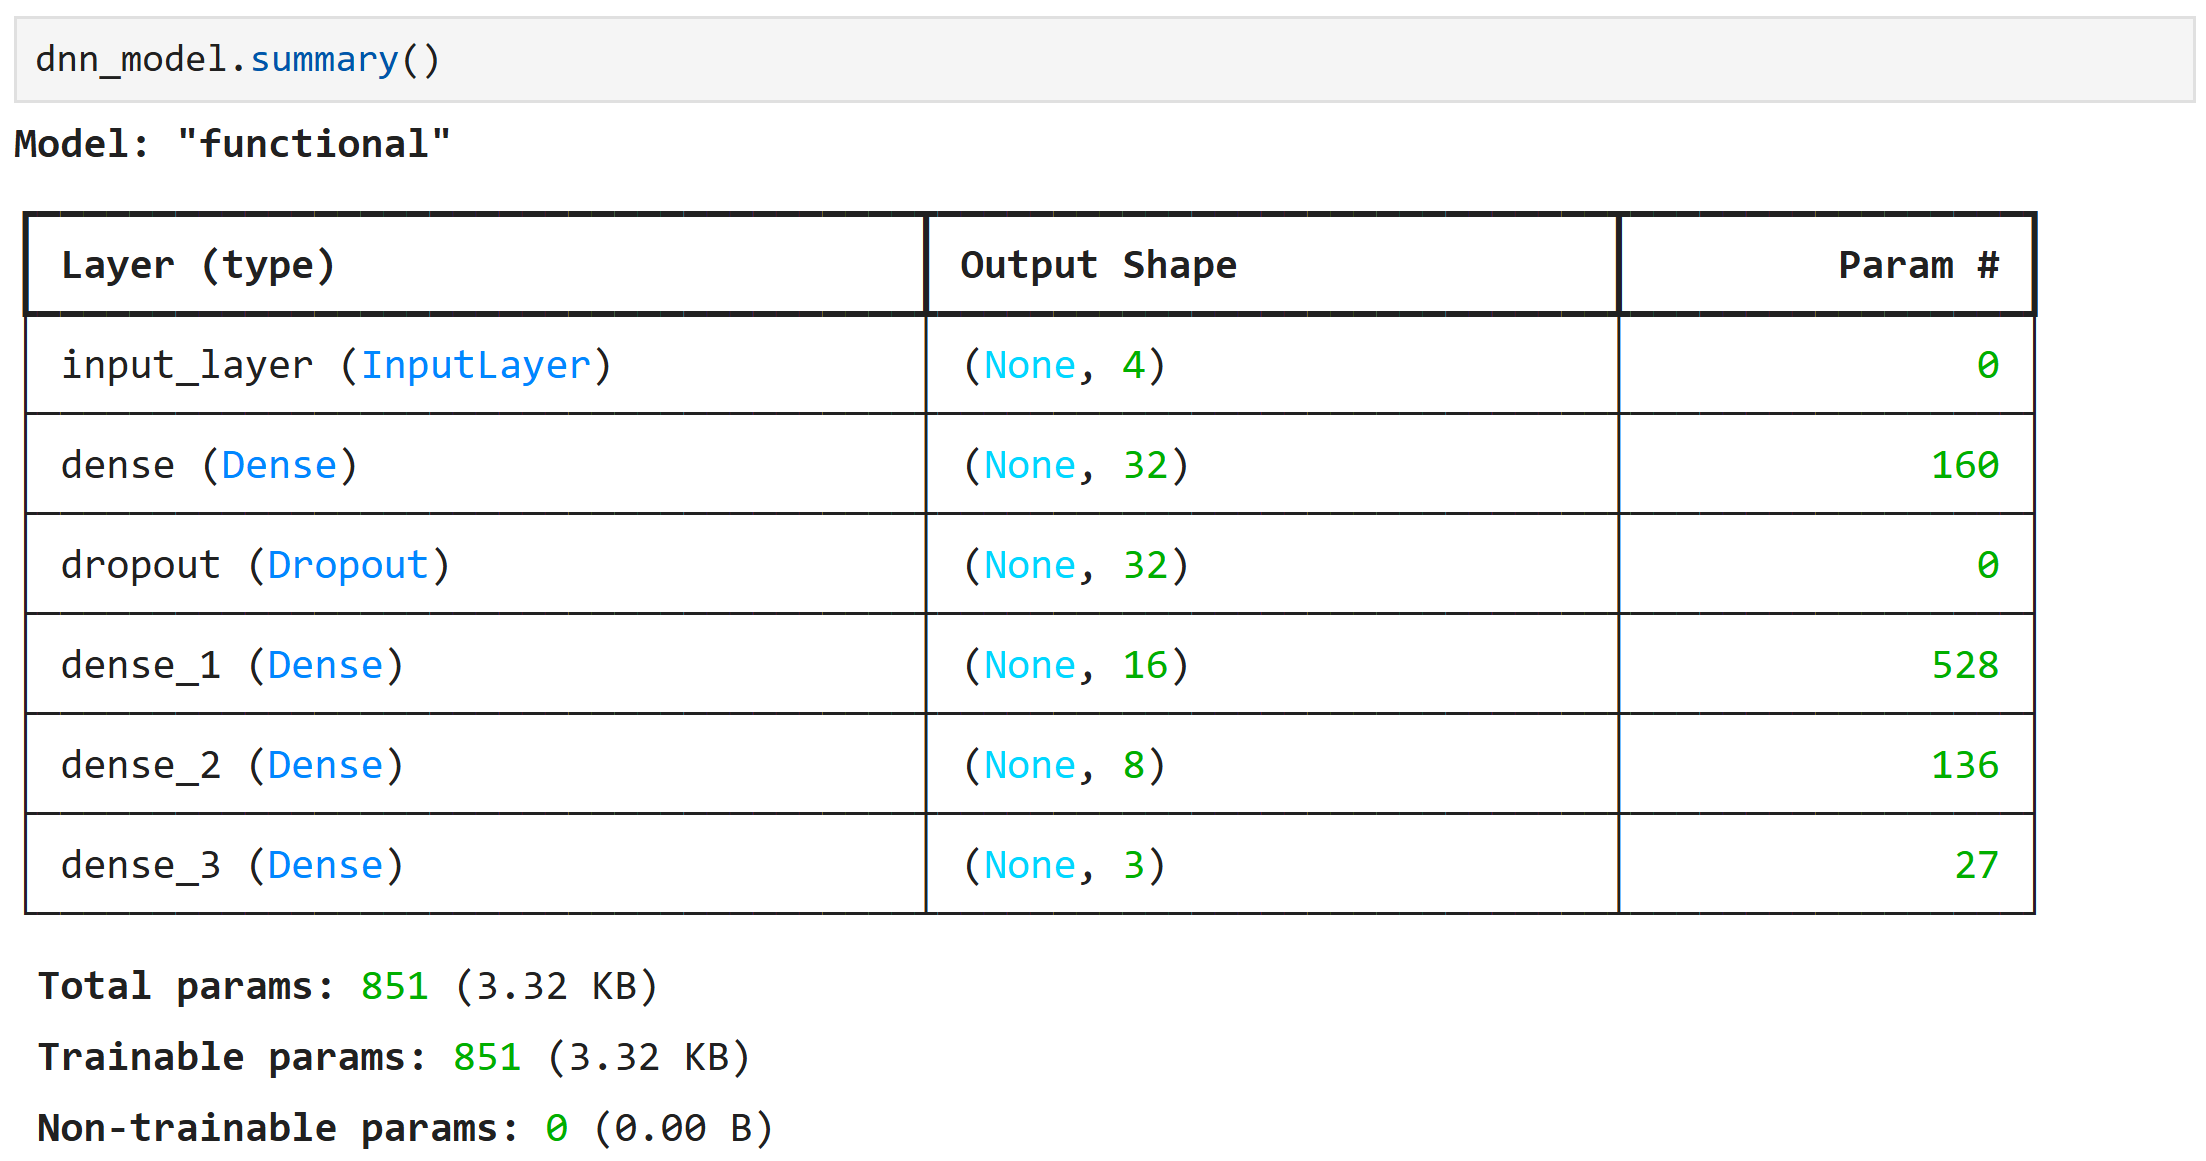 dnn_model.summary()
Model: "functional"
Layer (type) Output Shape Param #
input_layer (InputLayer) (None, 4) 0
dense (Dense) (None, 32) 160
dropout (Dropout) (None, 32) 0
dense_1 (Dense) (None, 16) 528
dense_2 (Dense) (None, 8) 136
dense_3 (Dense) (None, 3) 27
Total params: 851 (3.32 KB)
Trainable params: 851 (3.32 KB)
Non-trainable params: 0 (0.00 B)